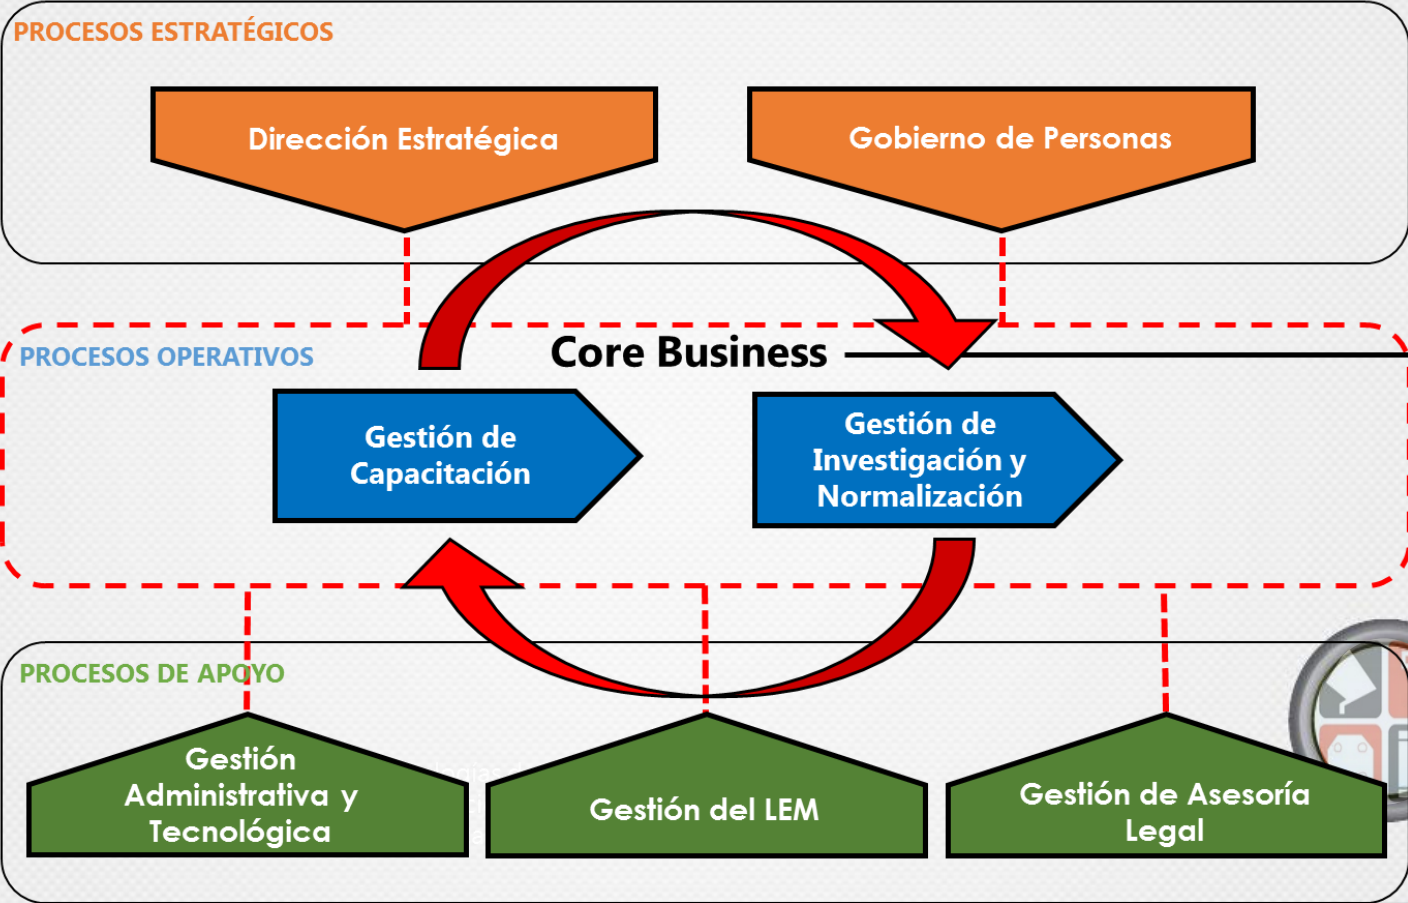 PROCESOS ESTRATÉGICOS
Dirección Estratégica
Gobierno de Personas
PROCESOS OPERATIVOS
Core Business
Gestión de
Capacitación
Gestión de
Investigación y
Normalización
PROCESOS DE APOYO
Gestión
Administrativa y
Tecnológica
Gestión del LEM
Gestión de Asesoría
Legal